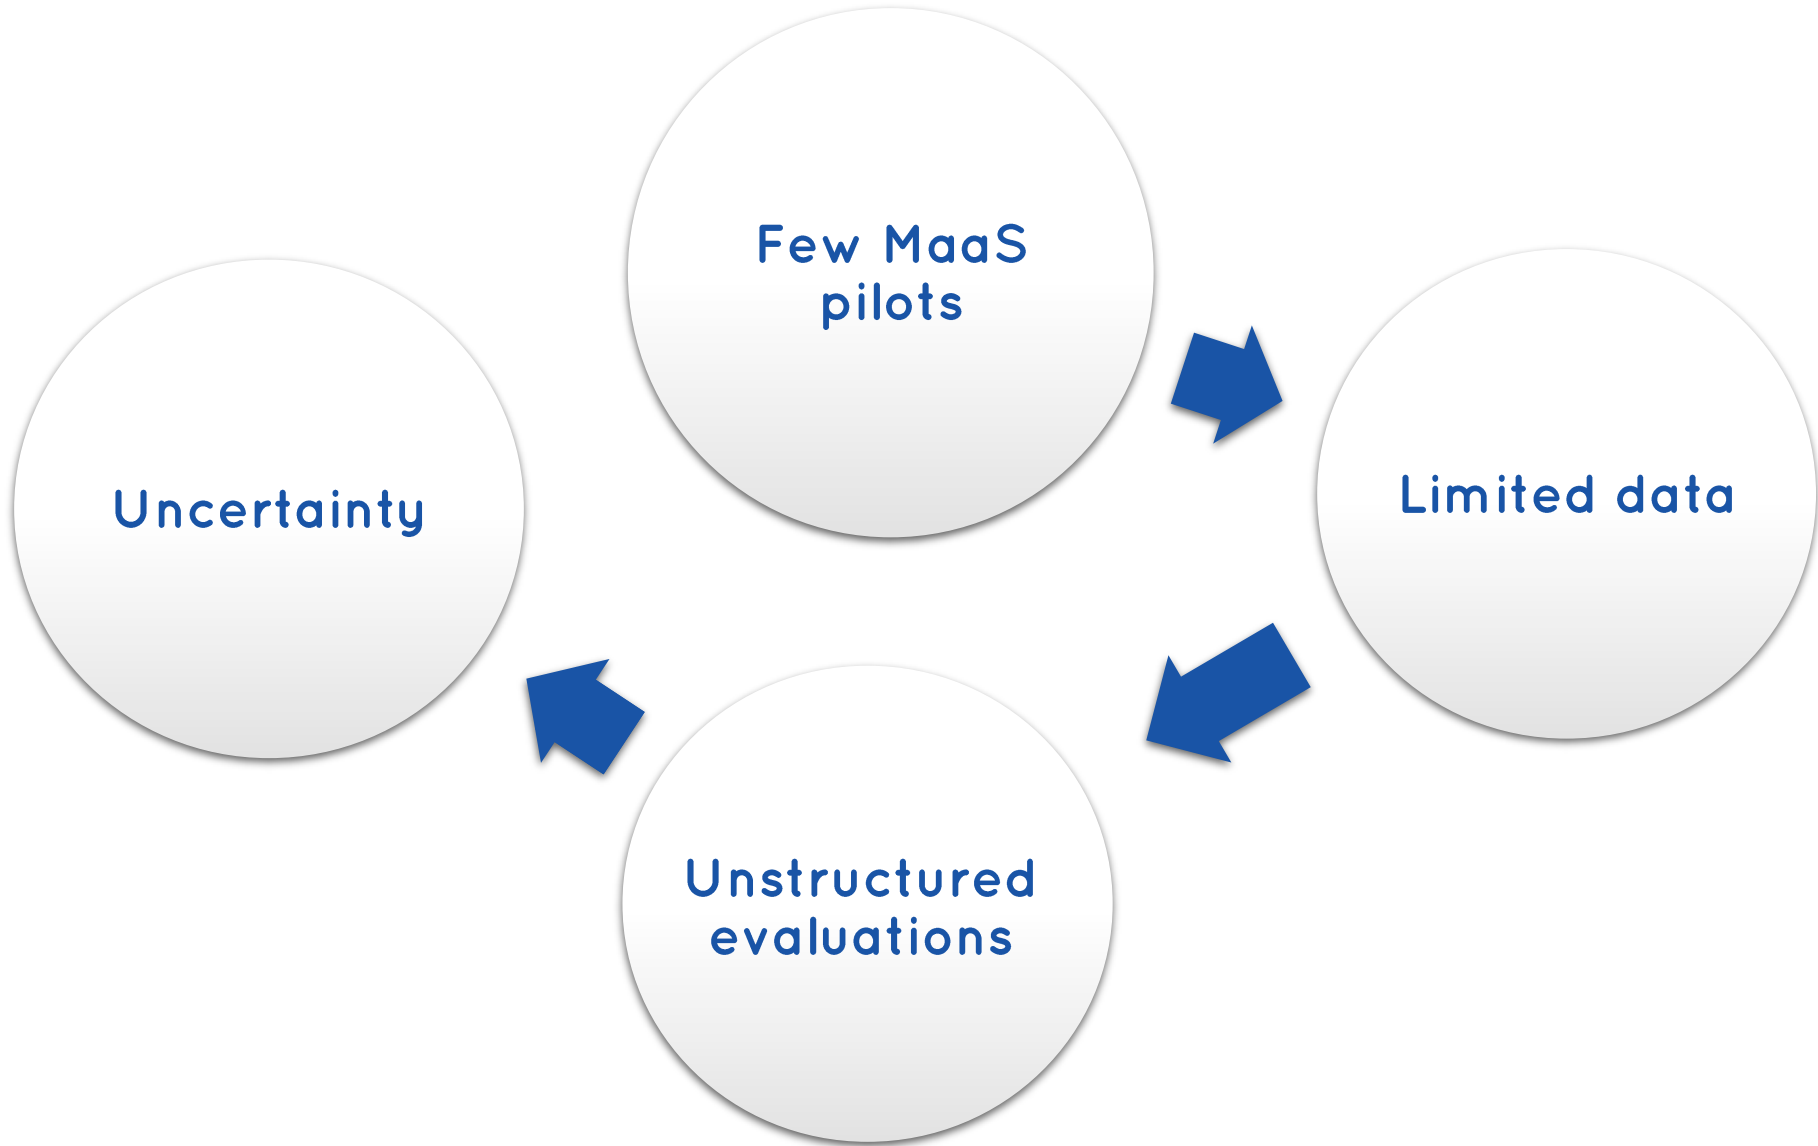 Few MaaS
pilots
Limited data
Unstructured
evaluations
Uncertainty